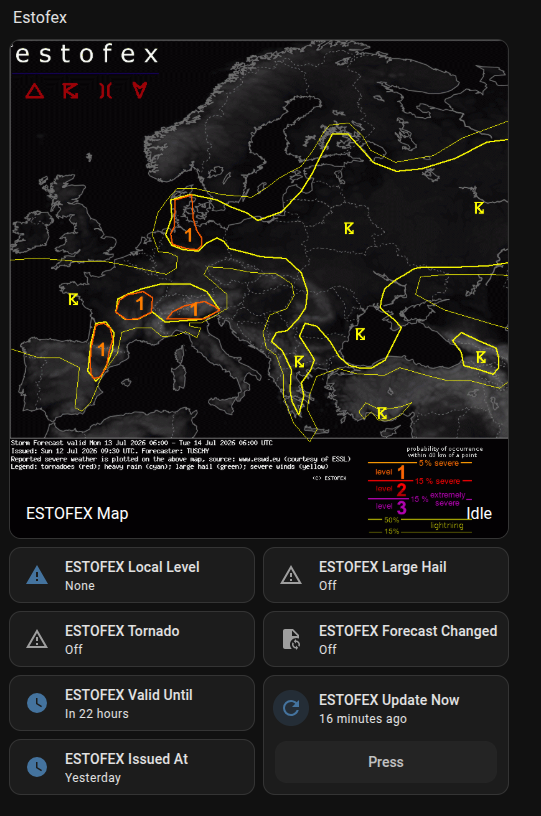 Estofex
estofex
1
1
1
1
Storm Forecast valid Mon 13 Jul 2026 06:00 - Tue 14 Jul 2026 06:00 UTC
Issued: Sun 12 Jul 2026 09:30 UTC. Forecaster: TUSCHY
Reported severe weather is plotted on the above map, source: www.eswd.eu (courtesy of ESSL)
Legend: tornadoes (red); heavy rain (cyan); large hail (green); severe winds (yellow)
(C) ESTOFEX
probability of occurrence
within 40 km of a point
5% severe
level 1
15% severe
level 2
15% extremely severe
level 3
50%
lightning
15%
ESTOFEX Map
Idle
ESTOFEX Local Level
None
ESTOFEX Large Hail
Off
ESTOFEX Tornado
Off
ESTOFEX Forecast Changed
Off
ESTOFEX Valid Until
In 22 hours
ESTOFEX Update Now
16 minutes ago
Press
ESTOFEX Issued At
Yesterday